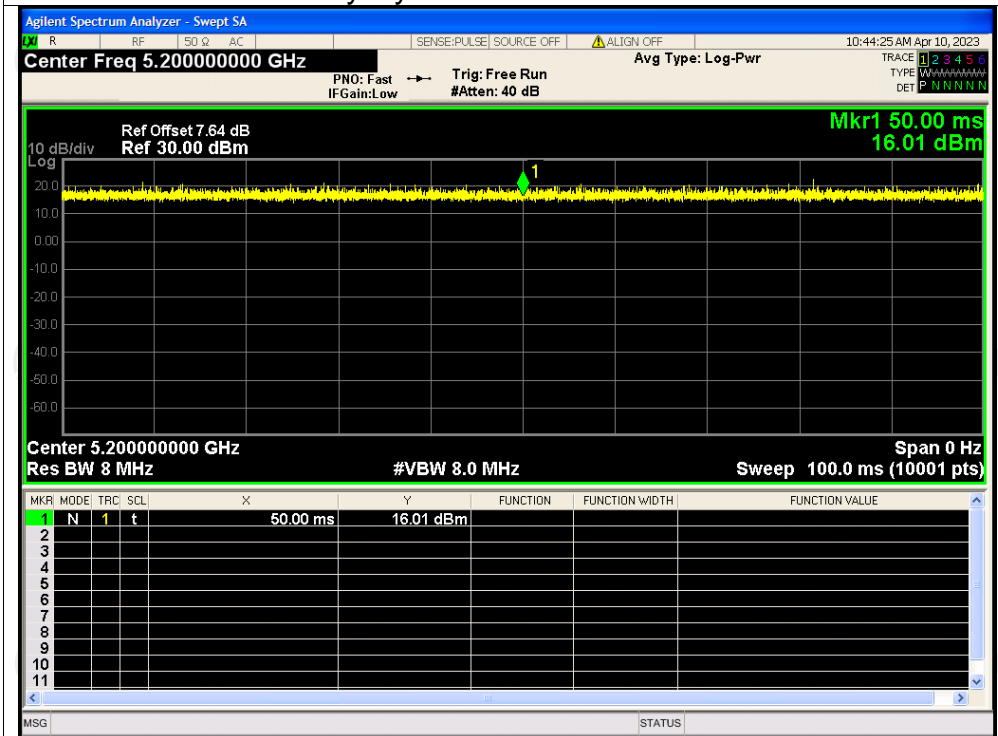 Agilent Spectrum Analyzer - Swept SA
LXI R RF 50 Ω AC SENSE:PULSE SOURCE OFF ALIGN OFF 10:44:25 AM Apr 10, 2023
Center Freq 5.200000000 GHz
PNO: Fast
IFGain:Low
Trig: Free Run
#Atten: 40 dB
Avg Type: Log-Pwr
TRACE 1 2 3 4 5 6
TYPE W
DET P N N N N N
Mkr1 50.00 ms
16.01 dBm
Ref Offset 7.64 dB
10 dB/div Ref 30.00 dBm
Log
1
20.0
10.0
0.00
-10.0
-20.0
-30.0
-40.0
-50.0
-60.0
Center 5.200000000 GHz Span 0 Hz
Res BW 8 MHz #VBW 8.0 MHz Sweep 100.0 ms (10001 pts)
MKR MODE TRC SCL X Y FUNCTION FUNCTION WIDTH FUNCTION VALUE
1 N 1 t 50.00 ms 16.01 dBm
2
3
4
5
6
7
8
9
10
11
MSG STATUS